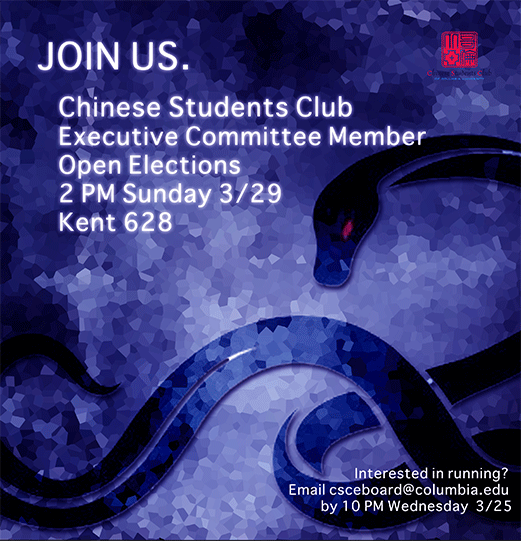 JOIN US.
Chinese Students Club
Executive Committee Member
Open Elections
2 PM Sunday 3/29
Kent 628
Interested in running?
Email csceboard@columbia.edu
by 10 PM Wednesday 3/25